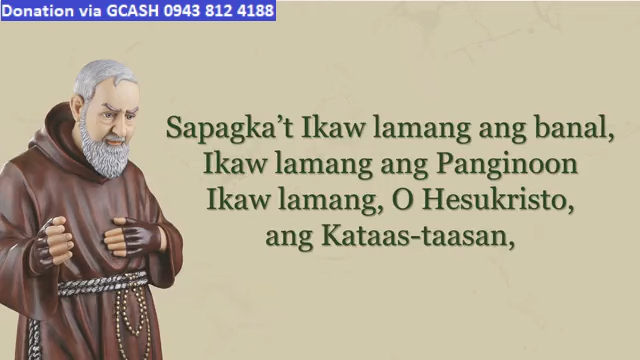 Donation via GCASH 0943 812 4188
Sapagka’t Ikaw lamang ang banal,
Ikaw lamang ang Panginoon
Ikaw lamang, O Hesukristo,
ang Kataas-taasan,